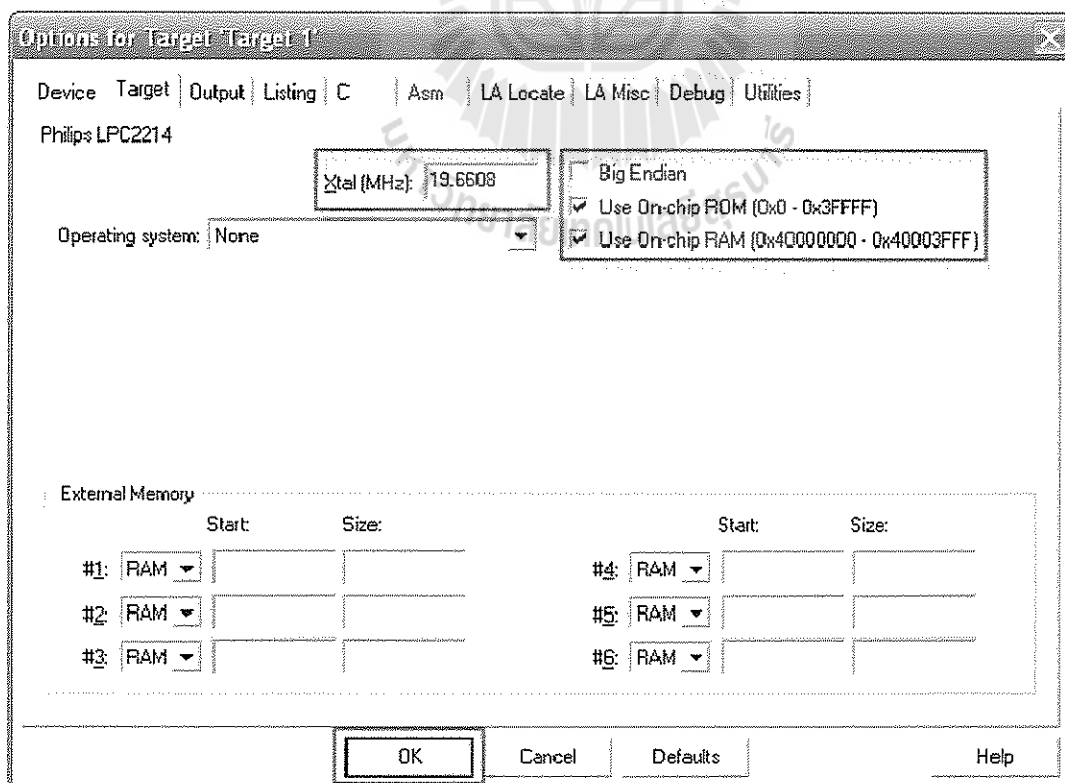 Options for Target 'Target 1'
Device Target Output Listing C Asm LA Locate LA Misc Debug Utilities
Philips LPC2214
Xtal (MHz): 19.6608
Big Endian
Use On-chip ROM (0x0 - 0x3FFFF)
Operating system: None
Use On-chip RAM (0x40000000 - 0x40003FFF)
External Memory
Start: Size: Start: Size:
#1: RAM #4: RAM
#2: RAM #5: RAM
#3: RAM #6: RAM
OK Cancel Defaults Help